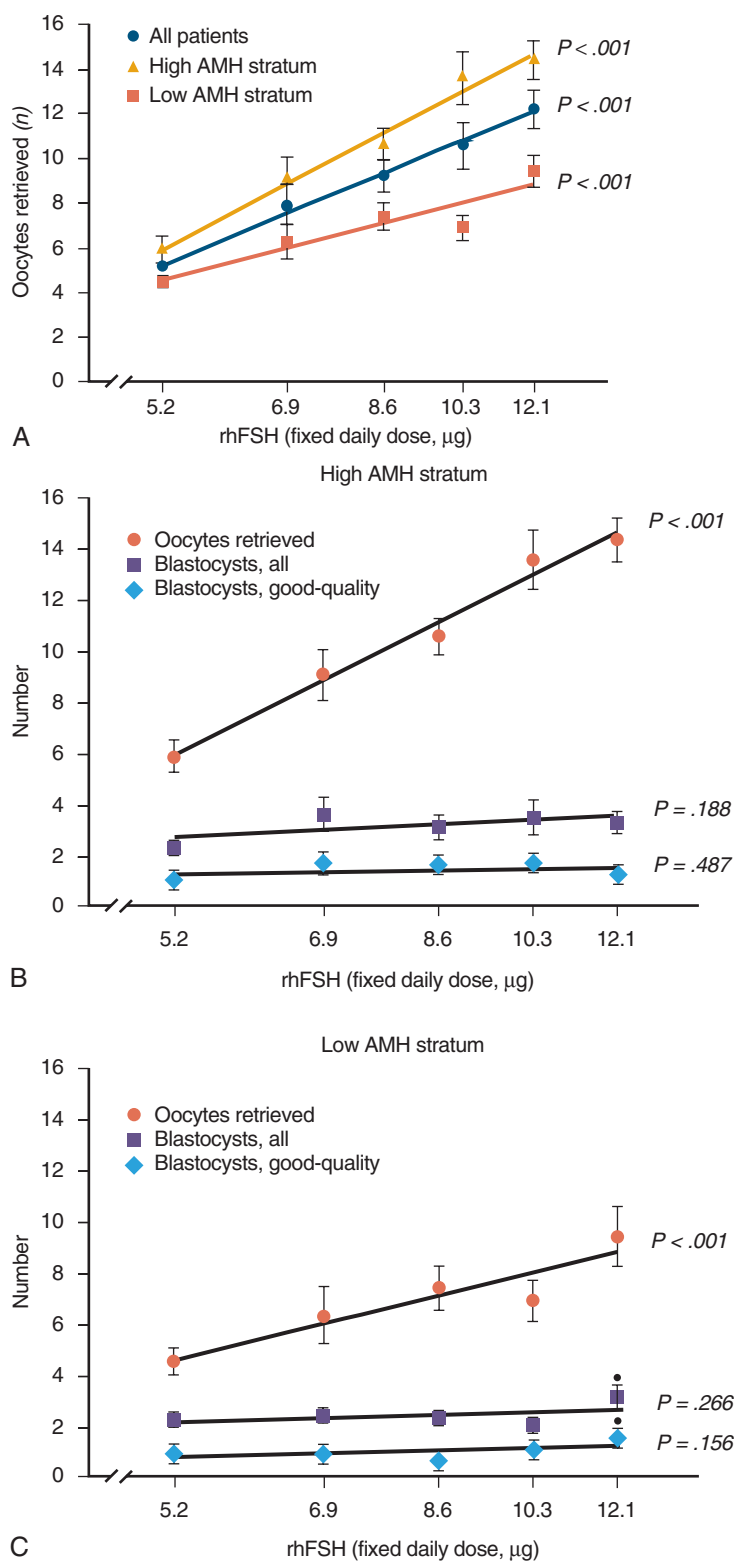 16
14
12
10
8
6
4
2
0
Oocytes retrieved (n)
All patients
High AMH stratum
Low AMH stratum
P < .001
P < .001
P < .001
5.2 6.9 8.6 10.3 12.1
rhFSH (fixed daily dose, μg)
A
High AMH stratum
16
14
12
10
8
6
4
2
0
Number
Oocytes retrieved
Blastocysts, all
Blastocysts, good-quality
P < .001
P = .188
P = .487
5.2 6.9 8.6 10.3 12.1
rhFSH (fixed daily dose, μg)
B
Low AMH stratum
16
14
12
10
8
6
4
2
0
Number
Oocytes retrieved
Blastocysts, all
Blastocysts, good-quality
P < .001
P = .266
P = .156
5.2 6.9 8.6 10.3 12.1
rhFSH (fixed daily dose, μg)
C